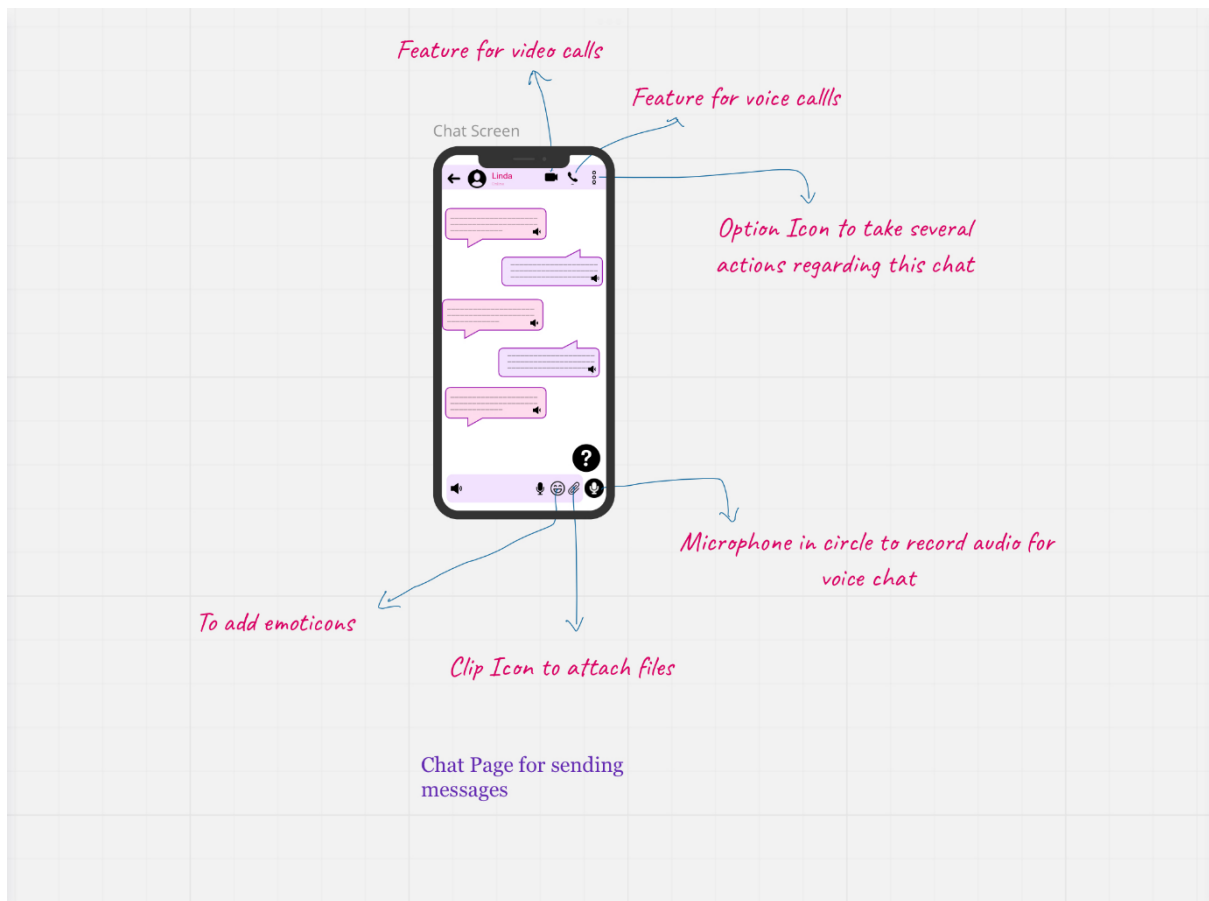 Feature for video calls
Feature for voice callls
Chat Screen
Linda
Option Icon to take several
actions regarding this chat
?
Microphone in circle to record audio for
voice chat
To add emoticons
Clip Icon to attach files
Chat Page for sending
messages